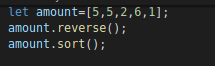 let amount=[5,5,2,6,1];
amount.reverse();
amount.sort();